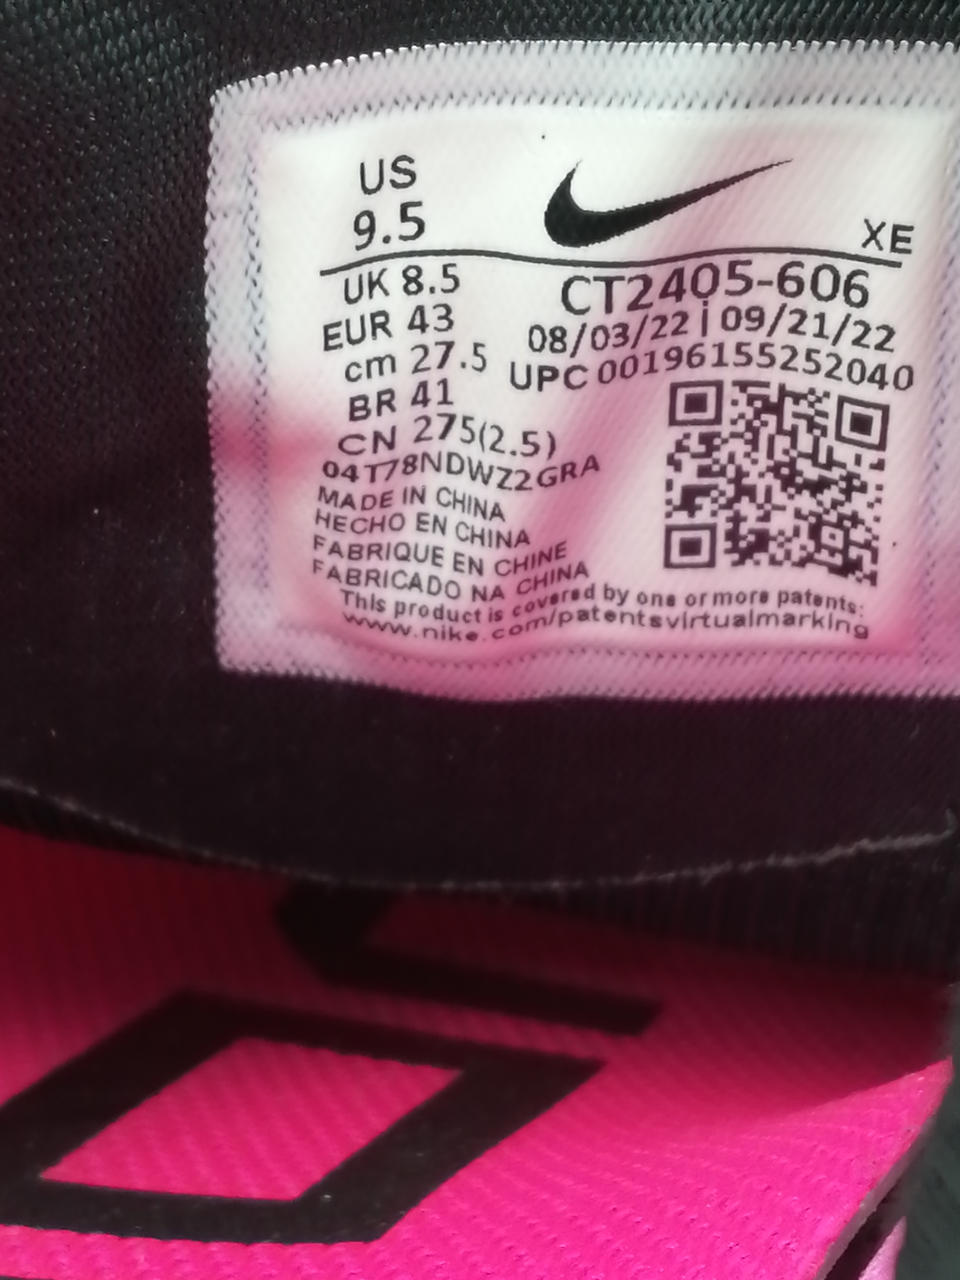 US
9.5
XE
UK 8.5
EUR 43
cm 27.5
BR 41
CN 275(2.5)
CT2405-606
08/03/22 | 09/21/22
UPC 00196155252040
04T78NDWZ2GRA
MADE IN CHINA
HECHO EN CHINA
FABRIQUE EN CHINE
FABRICADO NA CHINA
This product is covered by one or more patents:
www.nike.com/patentsvirtualmarking